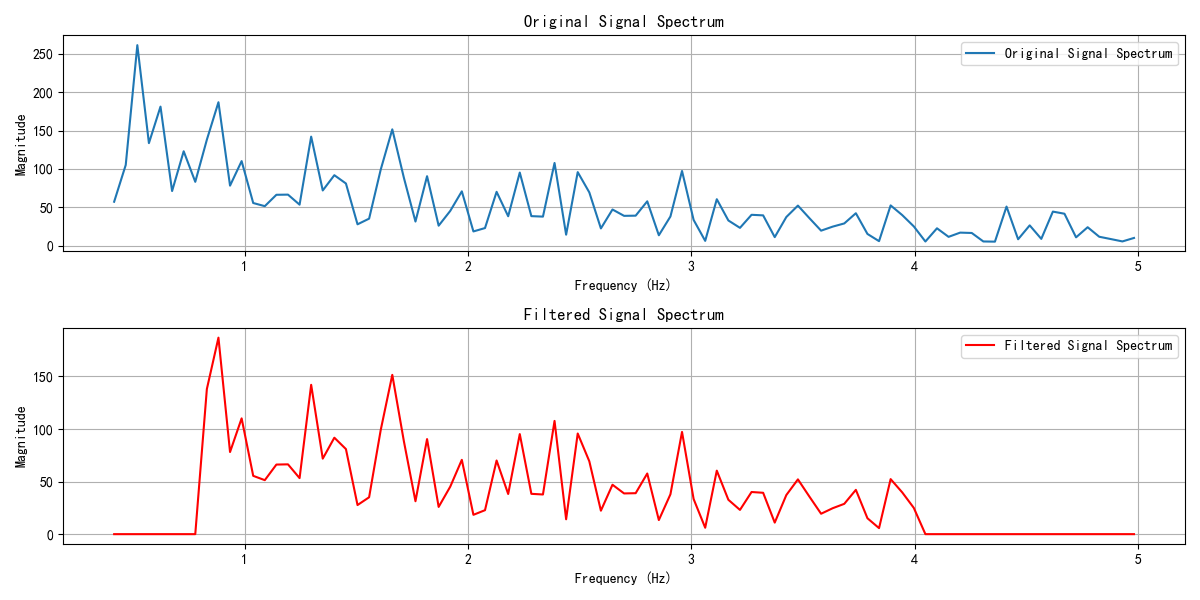 Original Signal Spectrum
Original Signal Spectrum
Magnitude
250
200
150
100
50
0
1
2
3
4
5
Frequency (Hz)
Filtered Signal Spectrum
Filtered Signal Spectrum
Magnitude
150
100
50
0
1
2
3
4
5
Frequency (Hz)